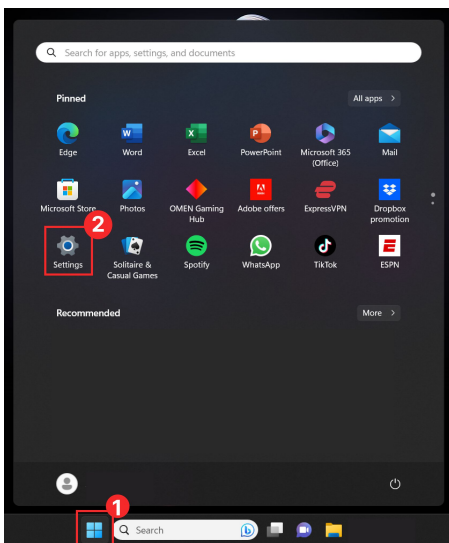 Search for apps, settings, and documents
Pinned
All apps >
Edge
Word
Excel
PowerPoint
Microsoft 365
(Office)
Mail
Microsoft Store
Photos
OMEN Gaming
Hub
Adobe offers
ExpressVPN
Dropbox
promotion
2
Settings
Solitaire &
Casual Games
Spotify
WhatsApp
TikTok
ESPN
Recommended
More >
1
Search